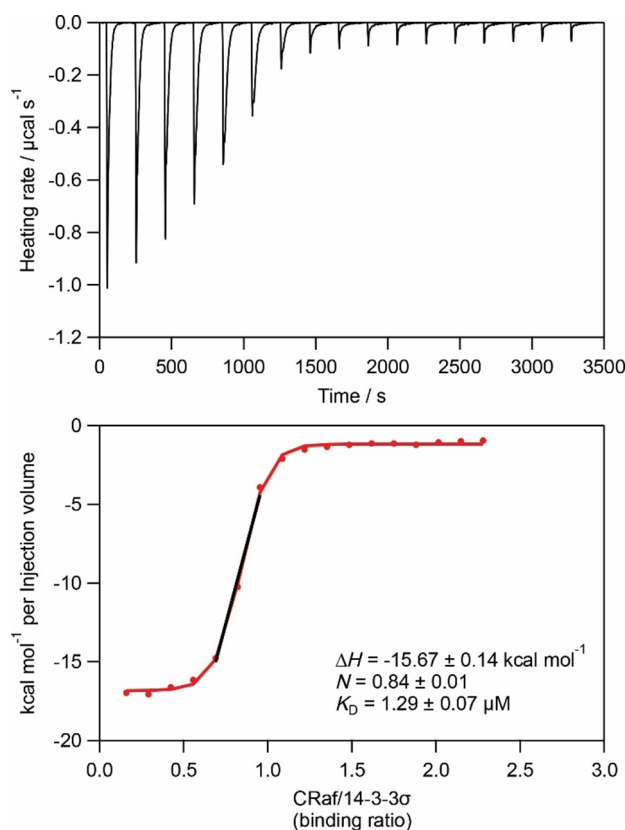 0.0
-0.2
-0.4
-0.6
-0.8
-1.0
-1.2
Heating rate / µcal s⁻¹
0 500 1000 1500 2000 2500 3000 3500
Time / s
0
-5
-10
-15
-20
kcal mol⁻¹ per Injection volume
ΔH = -15.67 ± 0.14 kcal mol⁻¹
N = 0.84 ± 0.01
K_D = 1.29 ± 0.07 µM
0.0 0.5 1.0 1.5 2.0 2.5 3.0
CRaf/14-3-3σ
(binding ratio)